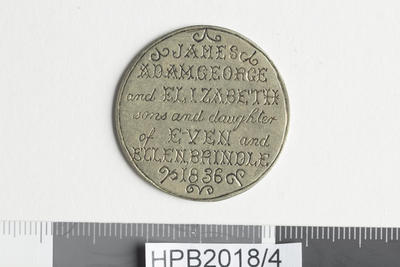 JAMES
ADAM, GEORGE
and ELIZABETH
sons and daughter
of EVEN and
ELLEN BRINDLE
1836
HPB2018/4